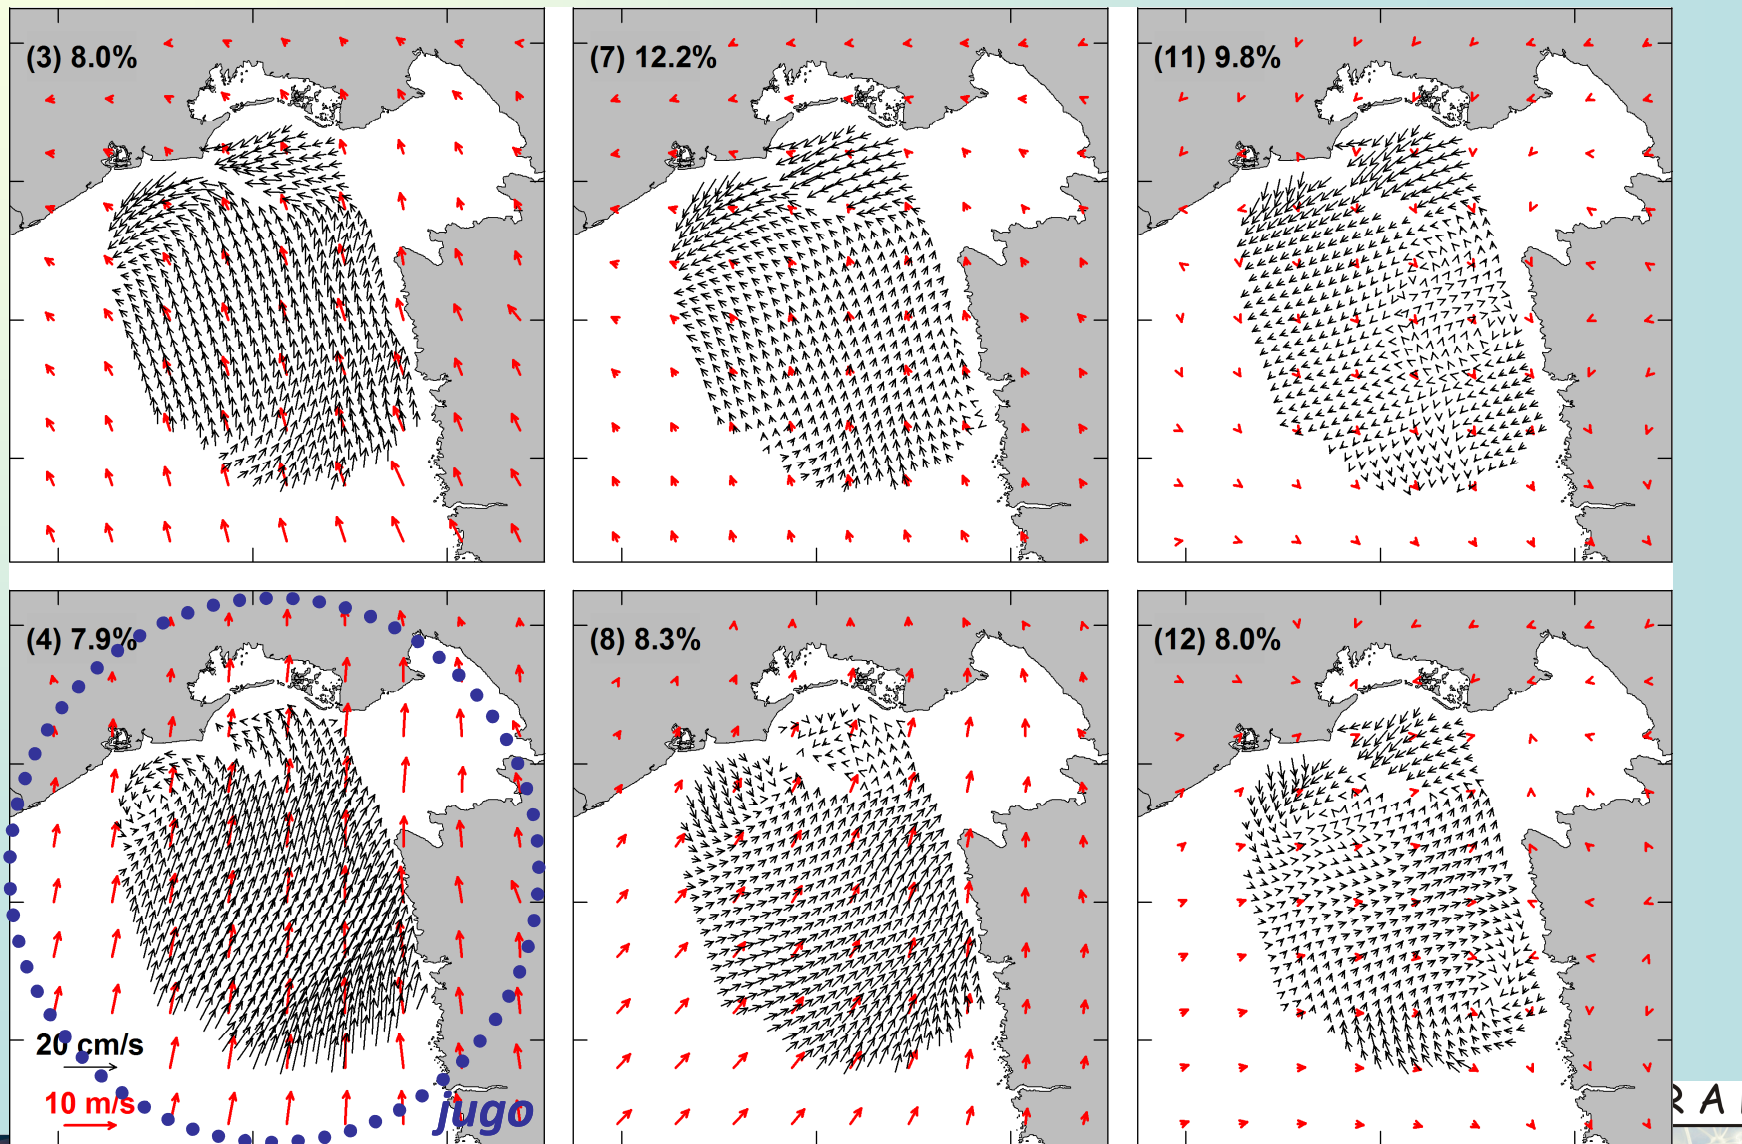 (3) 8.0%
(7) 12.2%
(11) 9.8%
(4) 7.9%
(8) 8.3%
(12) 8.0%
20 cm/s
10 m/s
jugo